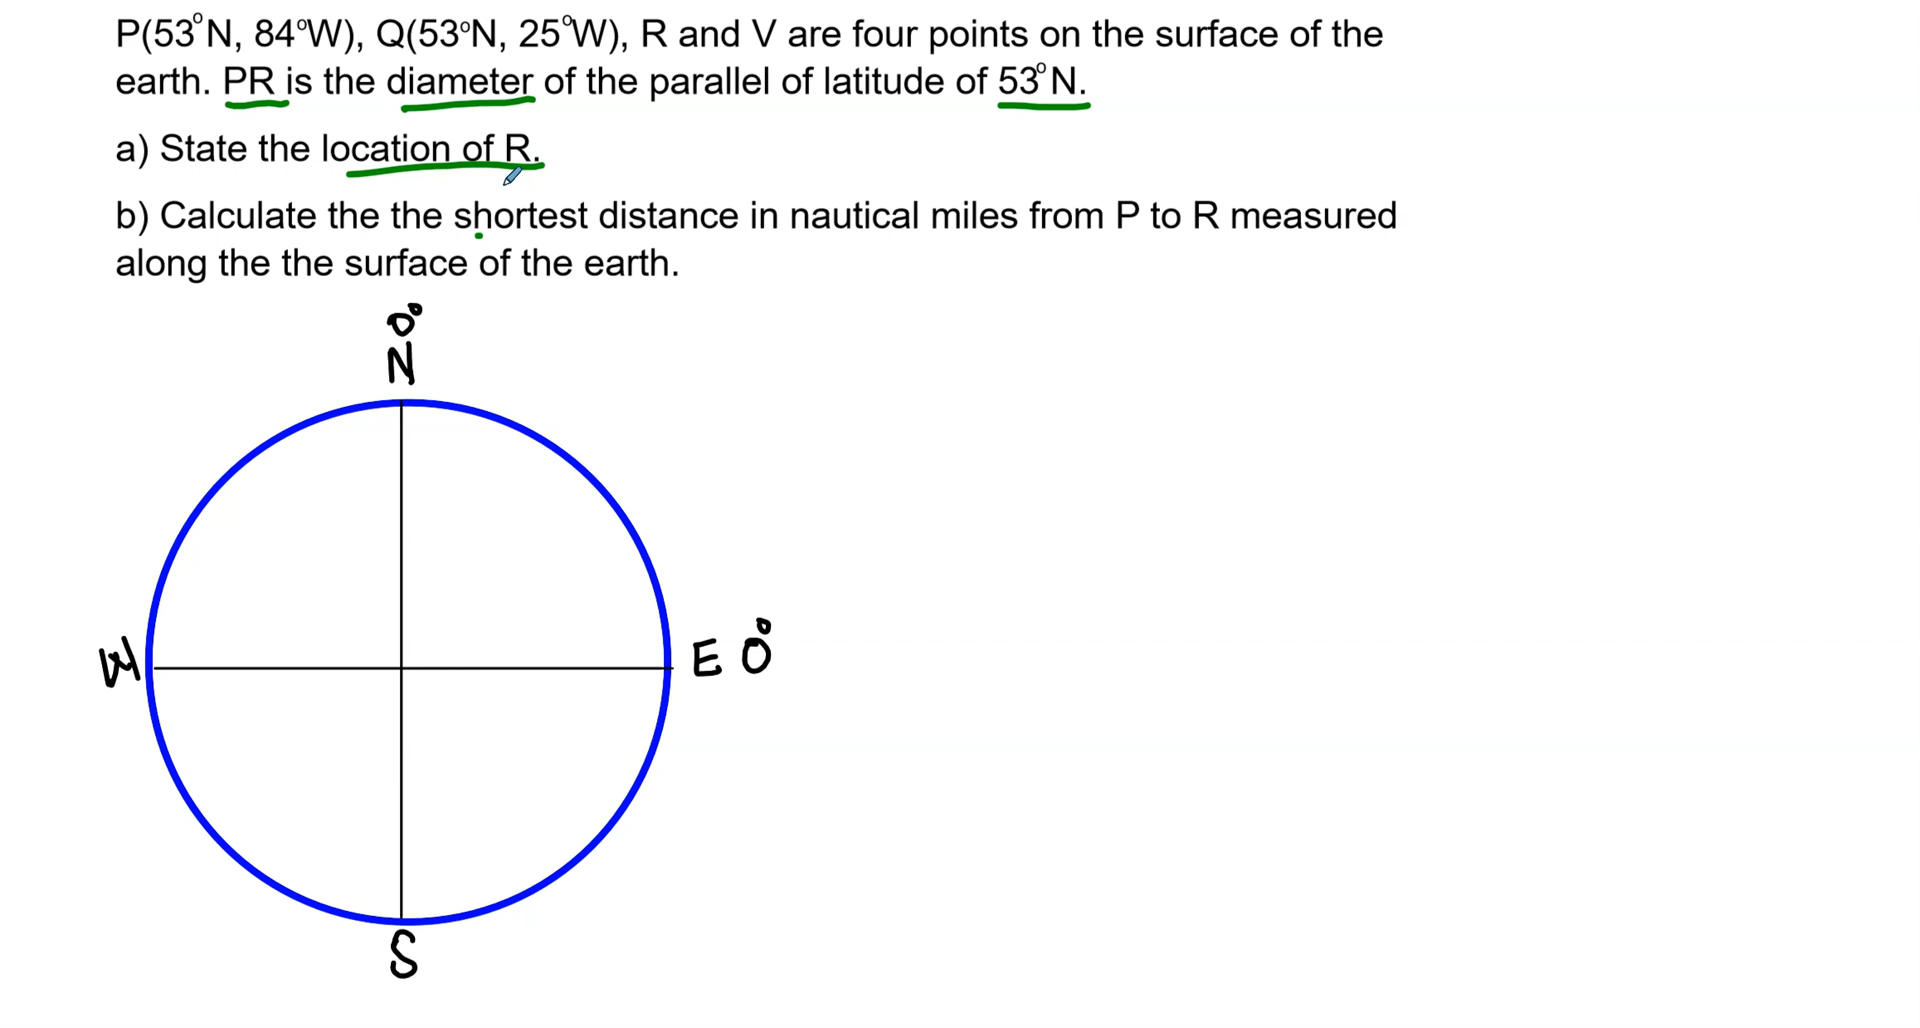 P(53°N, 84°W), Q(53°N, 25°W), R and V are four points on the surface of the
earth. PR is the diameter of the parallel of latitude of 53°N.
a) State the location of R.
b) Calculate the the shortest distance in nautical miles from P to R measured
along the the surface of the earth.
0°
N
W
E 0°
S